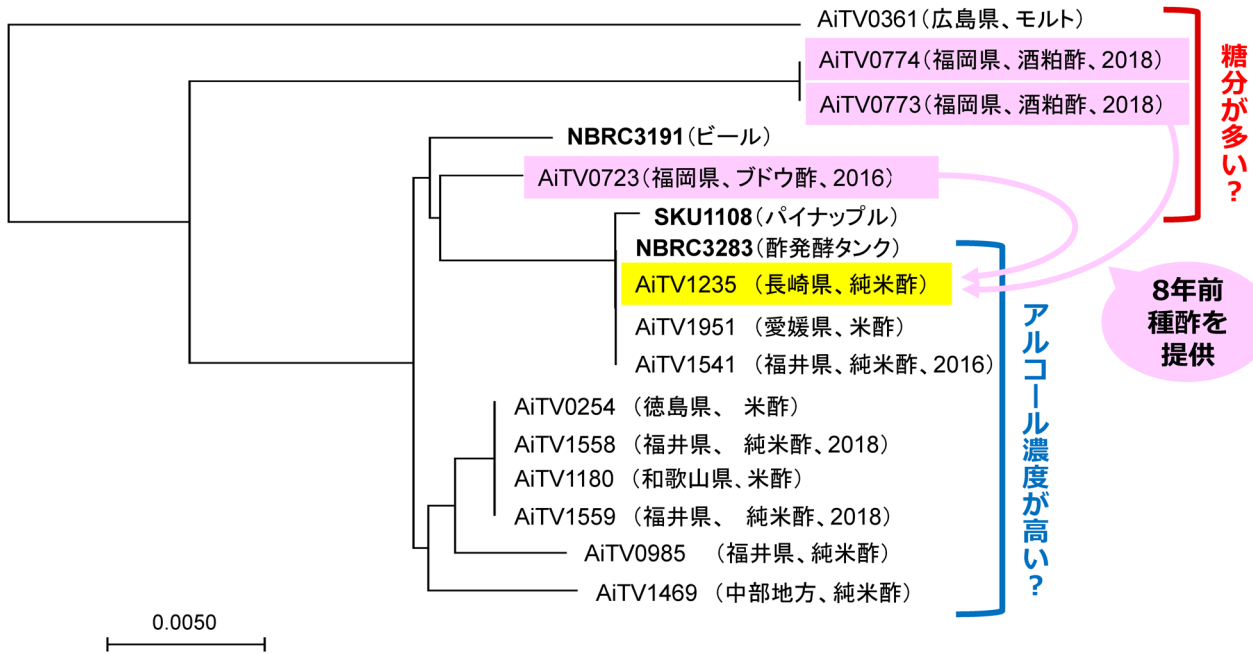 AiTV0361(広島県、モルト)
AiTV0774(福岡県、酒粕酢、2018)
AiTV0773(福岡県、酒粕酢、2018)
NBRC3191(ビール)
AiTV0723(福岡県、ブドウ酢、2016)
SKU1108(パイナップル)
NBRC3283(酢発酵タンク)
AiTV1235 (長崎県、純米酢)
AiTV1951 (愛媛県、米酢)
AiTV1541 (福井県、純米酢、2016)
AiTV0254 (徳島県、 米酢)
AiTV1558 (福井県、 純米酢、2018)
AiTV1180 (和歌山県、米酢)
AiTV1559 (福井県、 純米酢、2018)
AiTV0985 (福井県、純米酢)
AiTV1469 (中部地方、純米酢)
0.0050
糖分が多い?
アルコール濃度が高い?
8年前
種酢を
提供